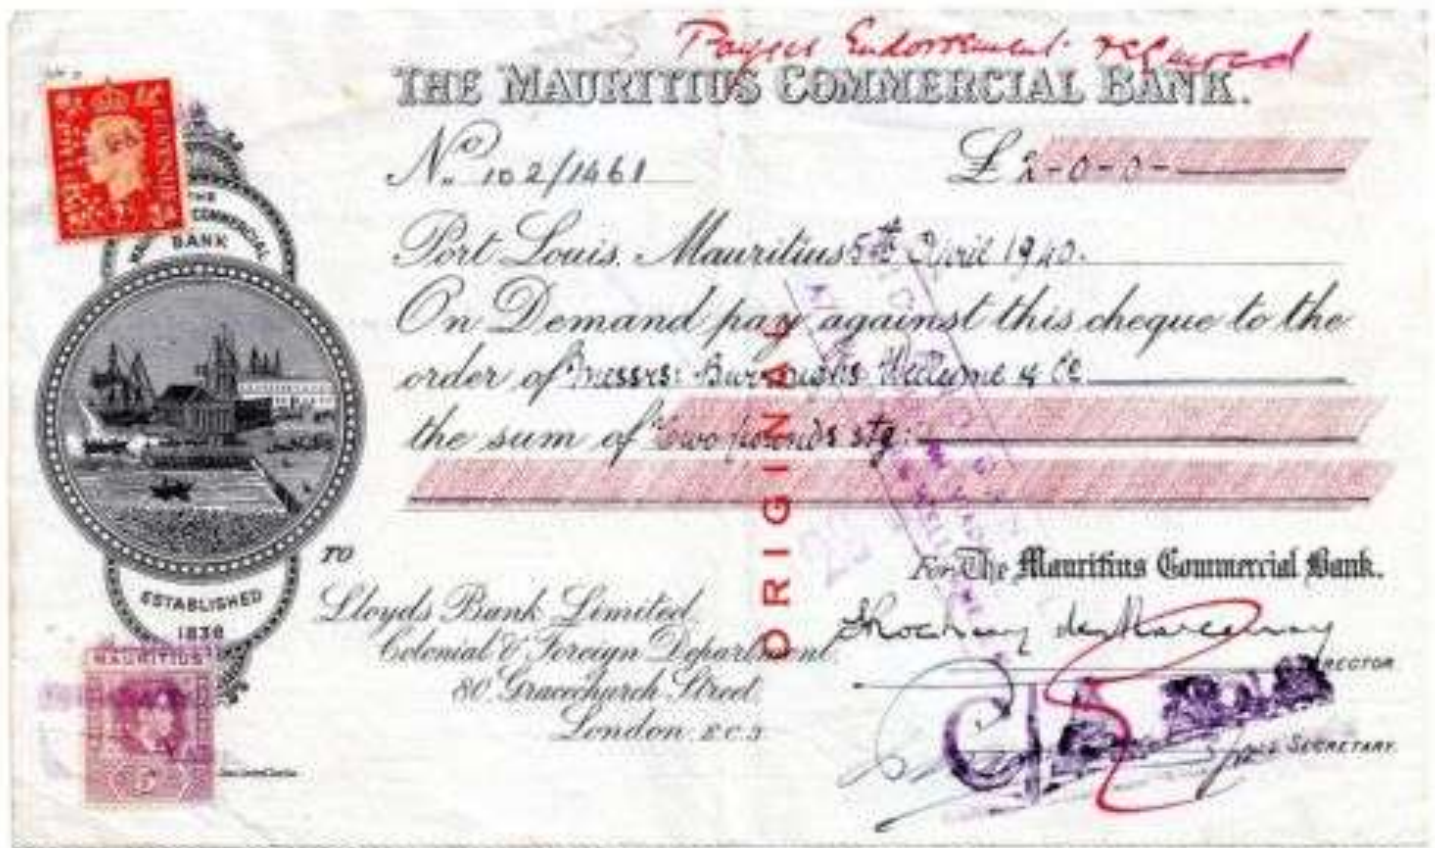 Payees Endorsement required
THE MAURITIUS COMMERCIAL BANK.
No. 102/1461 £ 2-0-0-
Port Louis, Mauritius 5th April 1940.
On Demand pay against this cheque to the
order of Messrs: Burroughs Wellcome & Co
the sum of Two pounds stg:
ORIGINAL
THE
COMMERCIAL
BANK
ESTABLISHED
1838
MAURITIUS
TO
Lloyds Bank Limited,
Colonial & Foreign Department,
80 Gracechurch Street,
London, E.C.3
For The Mauritius Commercial Bank.
DIRECTOR
SECRETARY.